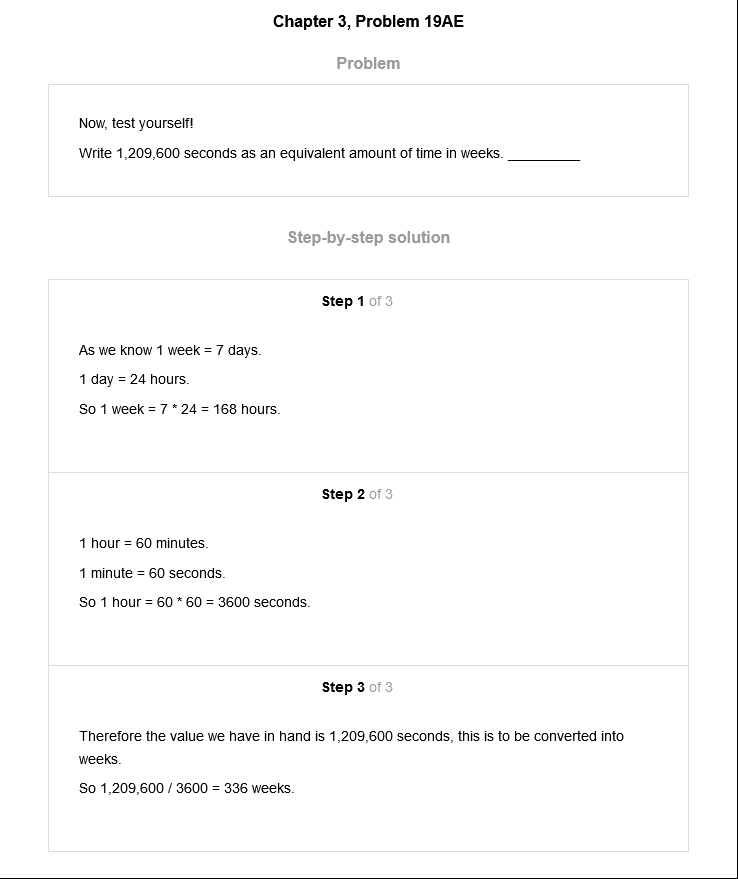 Chapter 3, Problem 19AE
Problem
Now, test yourself!
Write 1,209,600 seconds as an equivalent amount of time in weeks. __________
Step-by-step solution
Step 1 of 3
As we know 1 week = 7 days.
1 day = 24 hours.
So 1 week = 7 * 24 = 168 hours.
Step 2 of 3
1 hour = 60 minutes.
1 minute = 60 seconds.
So 1 hour = 60 * 60 = 3600 seconds.
Step 3 of 3
Therefore the value we have in hand is 1,209,600 seconds, this is to be converted into
weeks.
So 1,209,600 / 3600 = 336 weeks.